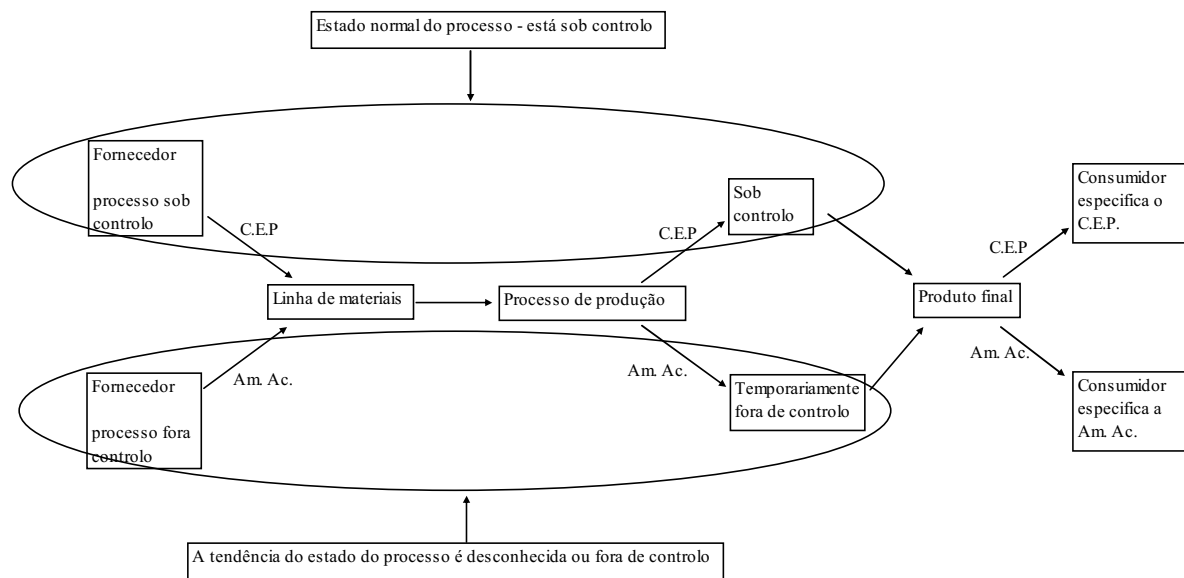 Estado normal do processo - está sob controlo
Fornecedor
processo sob
controlo
C.E.P
Sob
controlo
C.E.P
Consumidor
especifica o
C.E.P.
C.E.P
Linha de materiais
Processo de produção
Produto final
Am. Ac.
Fornecedor
processo fora
controlo
Am. Ac.
Temporariamente
fora de controlo
Am. Ac.
Consumidor
especifica a
Am. Ac.
A tendência do estado do processo é desconhecida ou fora de controlo